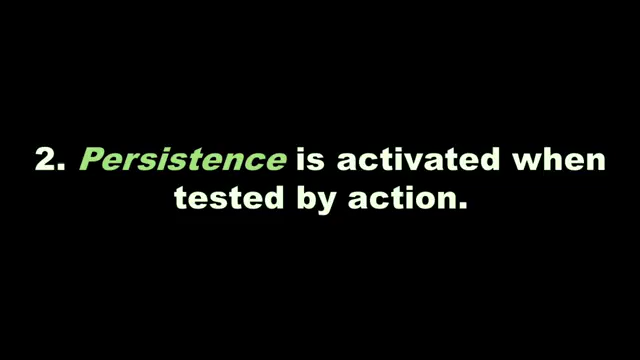 2. Persistence is activated when
tested by action.